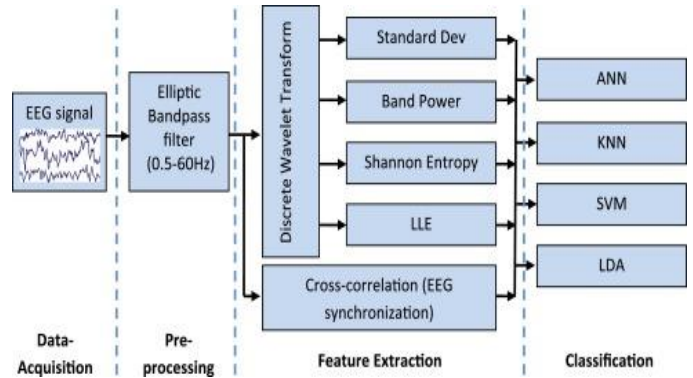 EEG signal
Elliptic
Bandpass
filter
(0.5-60Hz)
Discrete Wavelet Transform
Standard Dev
Band Power
Shannon Entropy
LLE
Cross-correlation (EEG
synchronization)
ANN
KNN
SVM
LDA
Data-
Acquisition
Pre-
processing
Feature Extraction
Classification